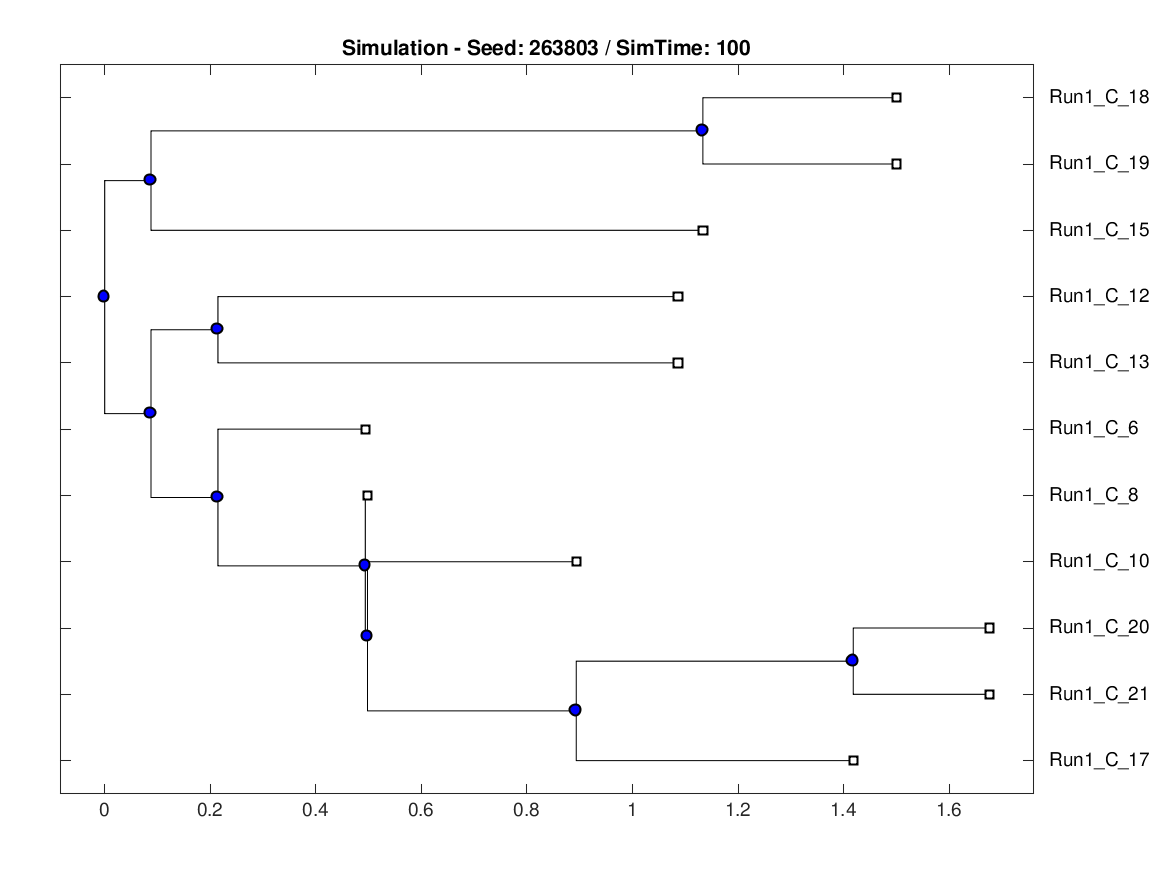 Simulation - Seed: 263803 / SimTime: 100
Run1_C_18
Run1_C_19
Run1_C_15
Run1_C_12
Run1_C_13
Run1_C_6
Run1_C_8
Run1_C_10
Run1_C_20
Run1_C_21
Run1_C_17
0 0.2 0.4 0.6 0.8 1 1.2 1.4 1.6